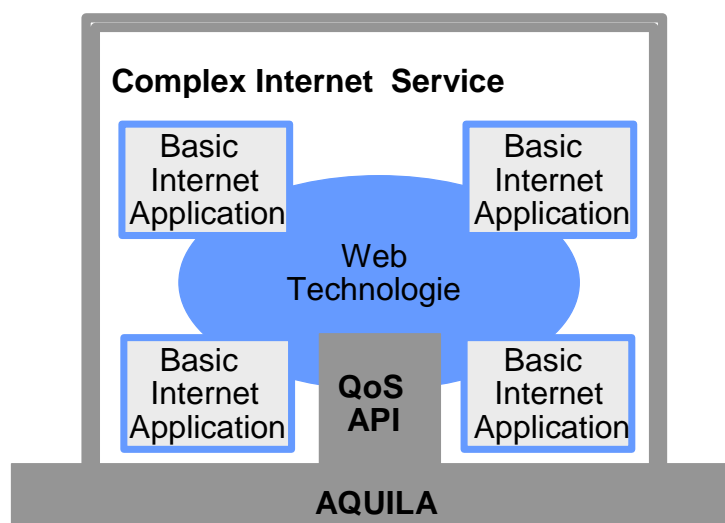 Complex Internet Service
Basic
Internet
Application
Basic
Internet
Application
Web
Technologie
Basic
Internet
Application
QoS
API
Basic
Internet
Application
AQUILA